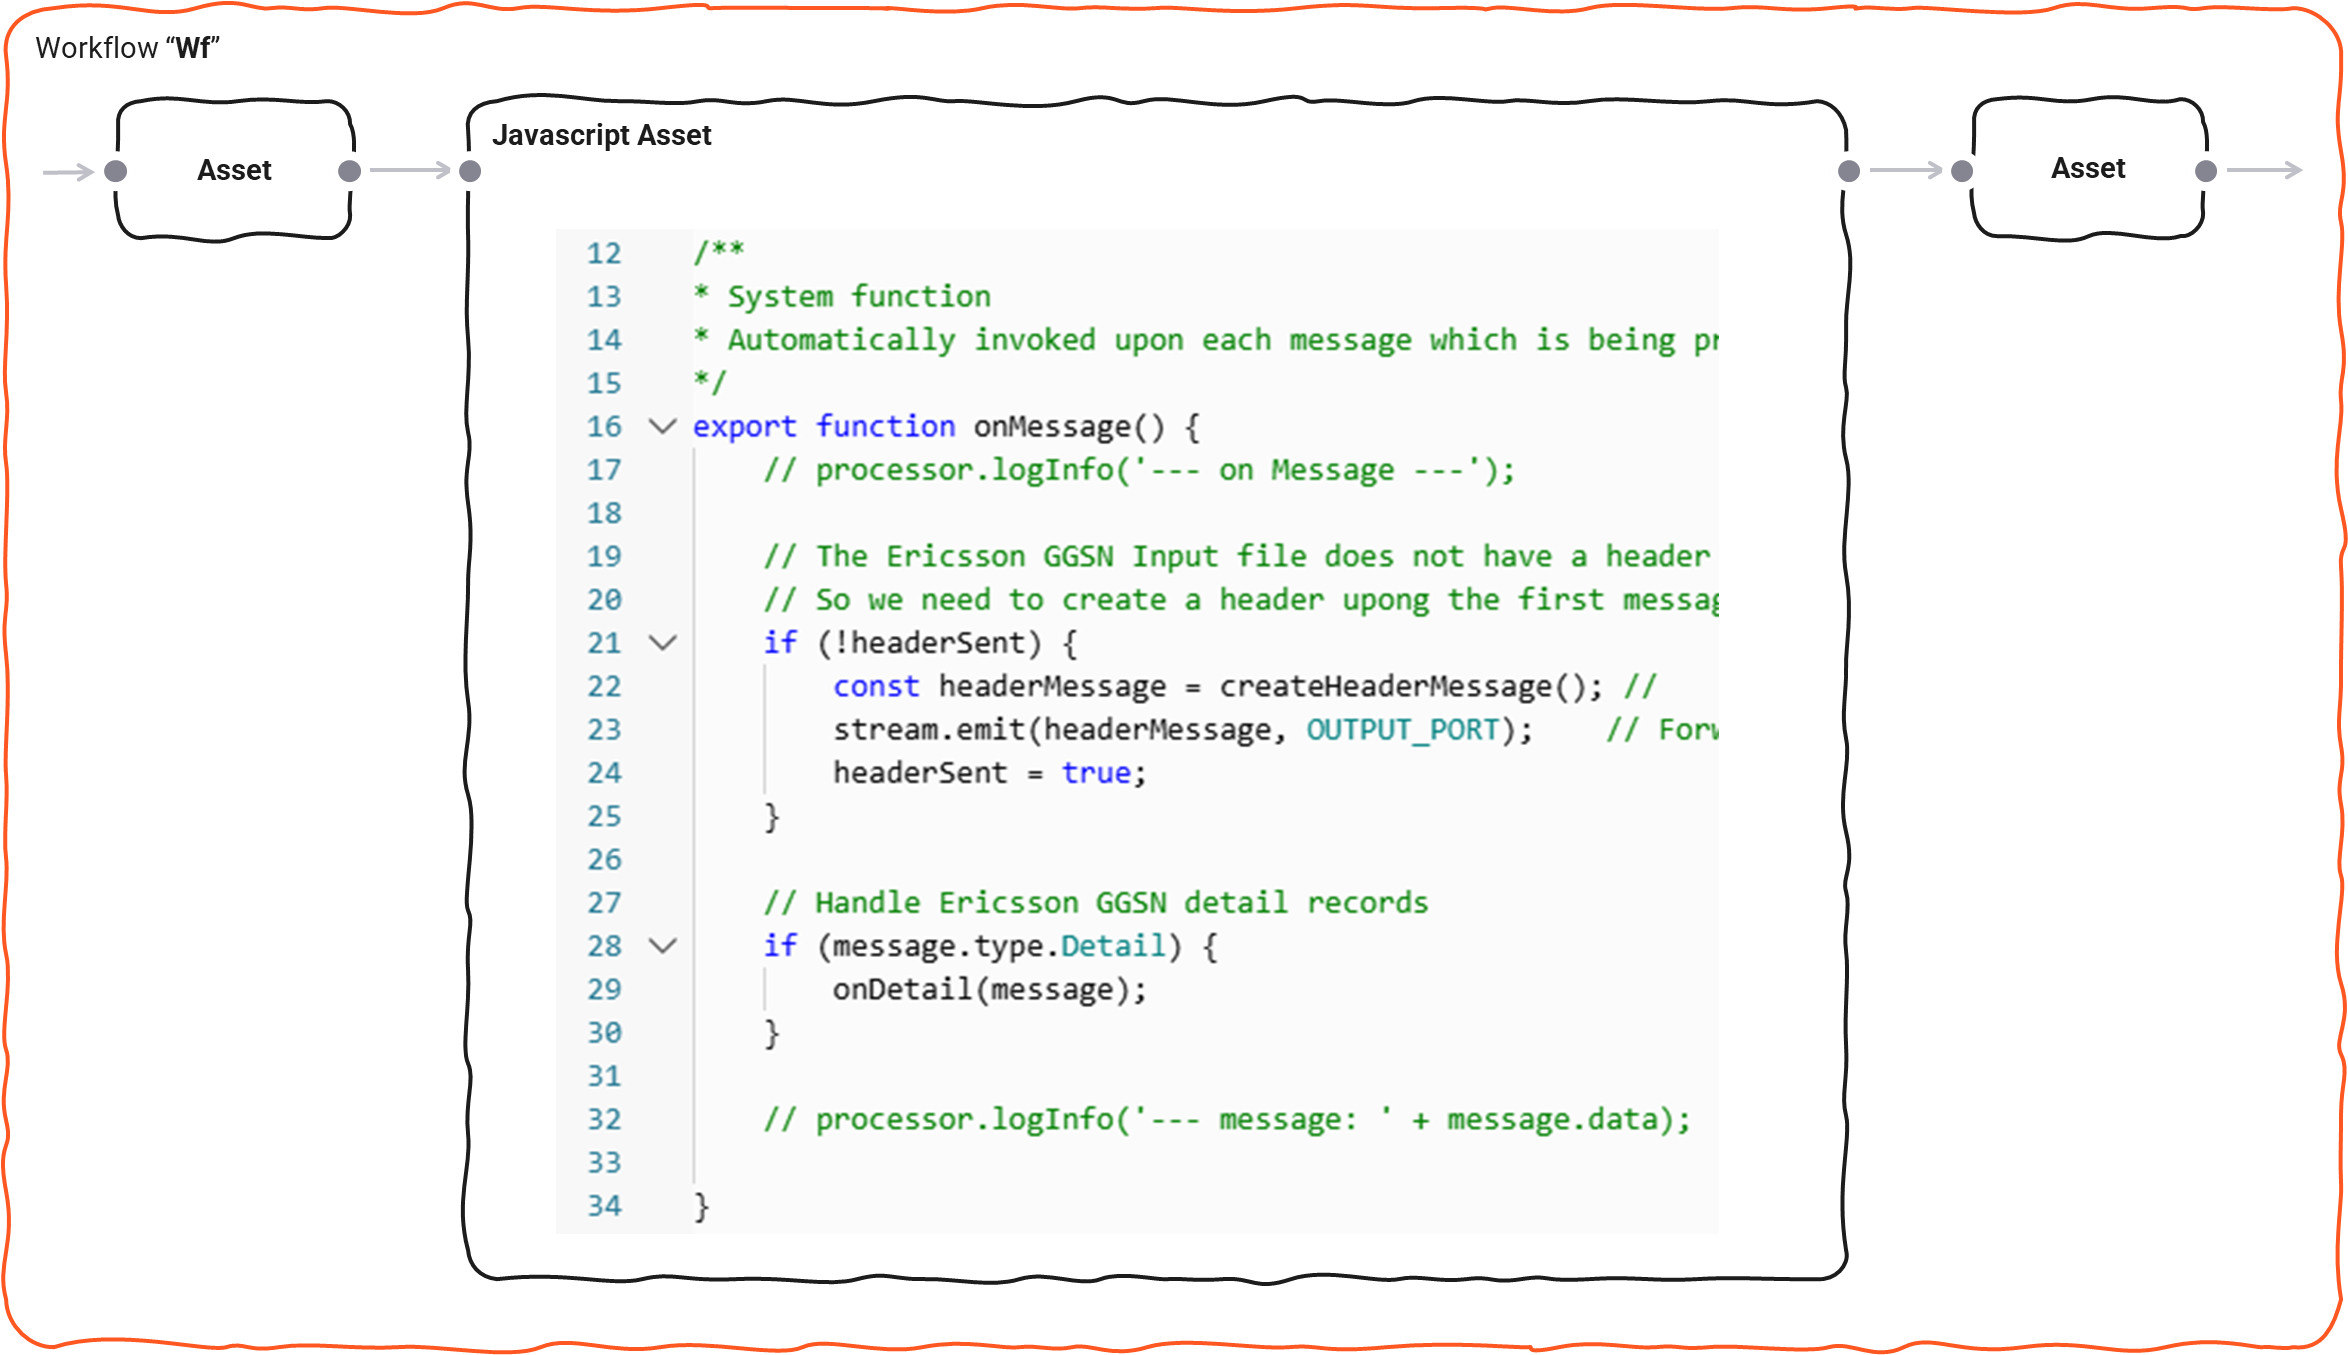 Workflow “Wf”
Asset
Javascript Asset
Asset
12 /**
13 * System function
14 * Automatically invoked upon each message which is being
15 */
16 export function onMessage() {
17 // processor.logInfo('--- on Message ---');
18
19 // The Ericsson GGSN Input file does not have a header
20 // So we need to create a header upong the first
21 if (!headerSent) {
22 const headerMessage = createHeaderMessage(); //
23 stream.emit(headerMessage, OUTPUT_PORT); //
24 headerSent = true;
25 }
26
27 // Handle Ericsson GGSN detail records
28 if (message.type.Detail) {
29 onDetail(message);
30 }
31
32 // processor.logInfo('--- message: ' + message.data);
33
34 }